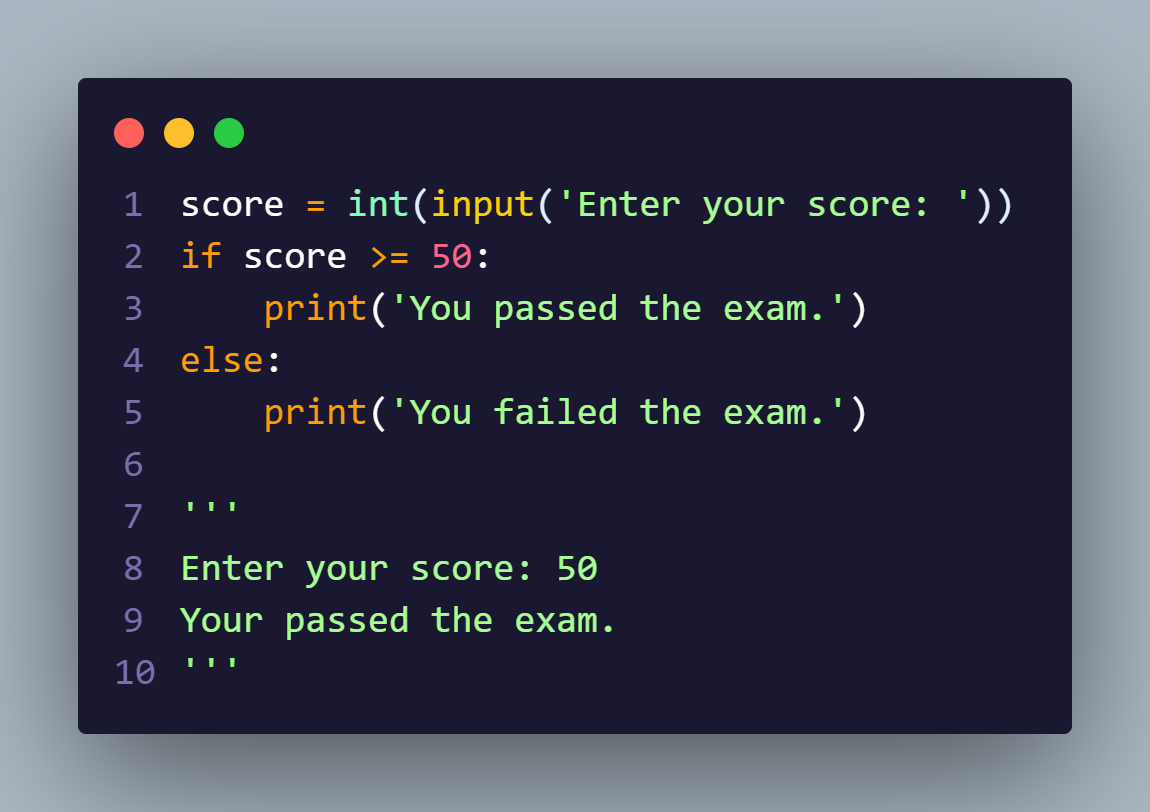 1 score = int(input('Enter your score: '))
2 if score >= 50:
3     print('You passed the exam.')
4 else:
5     print('You failed the exam.')
6
7 '''
8 Enter your score: 50
9 Your passed the exam.
10 '''